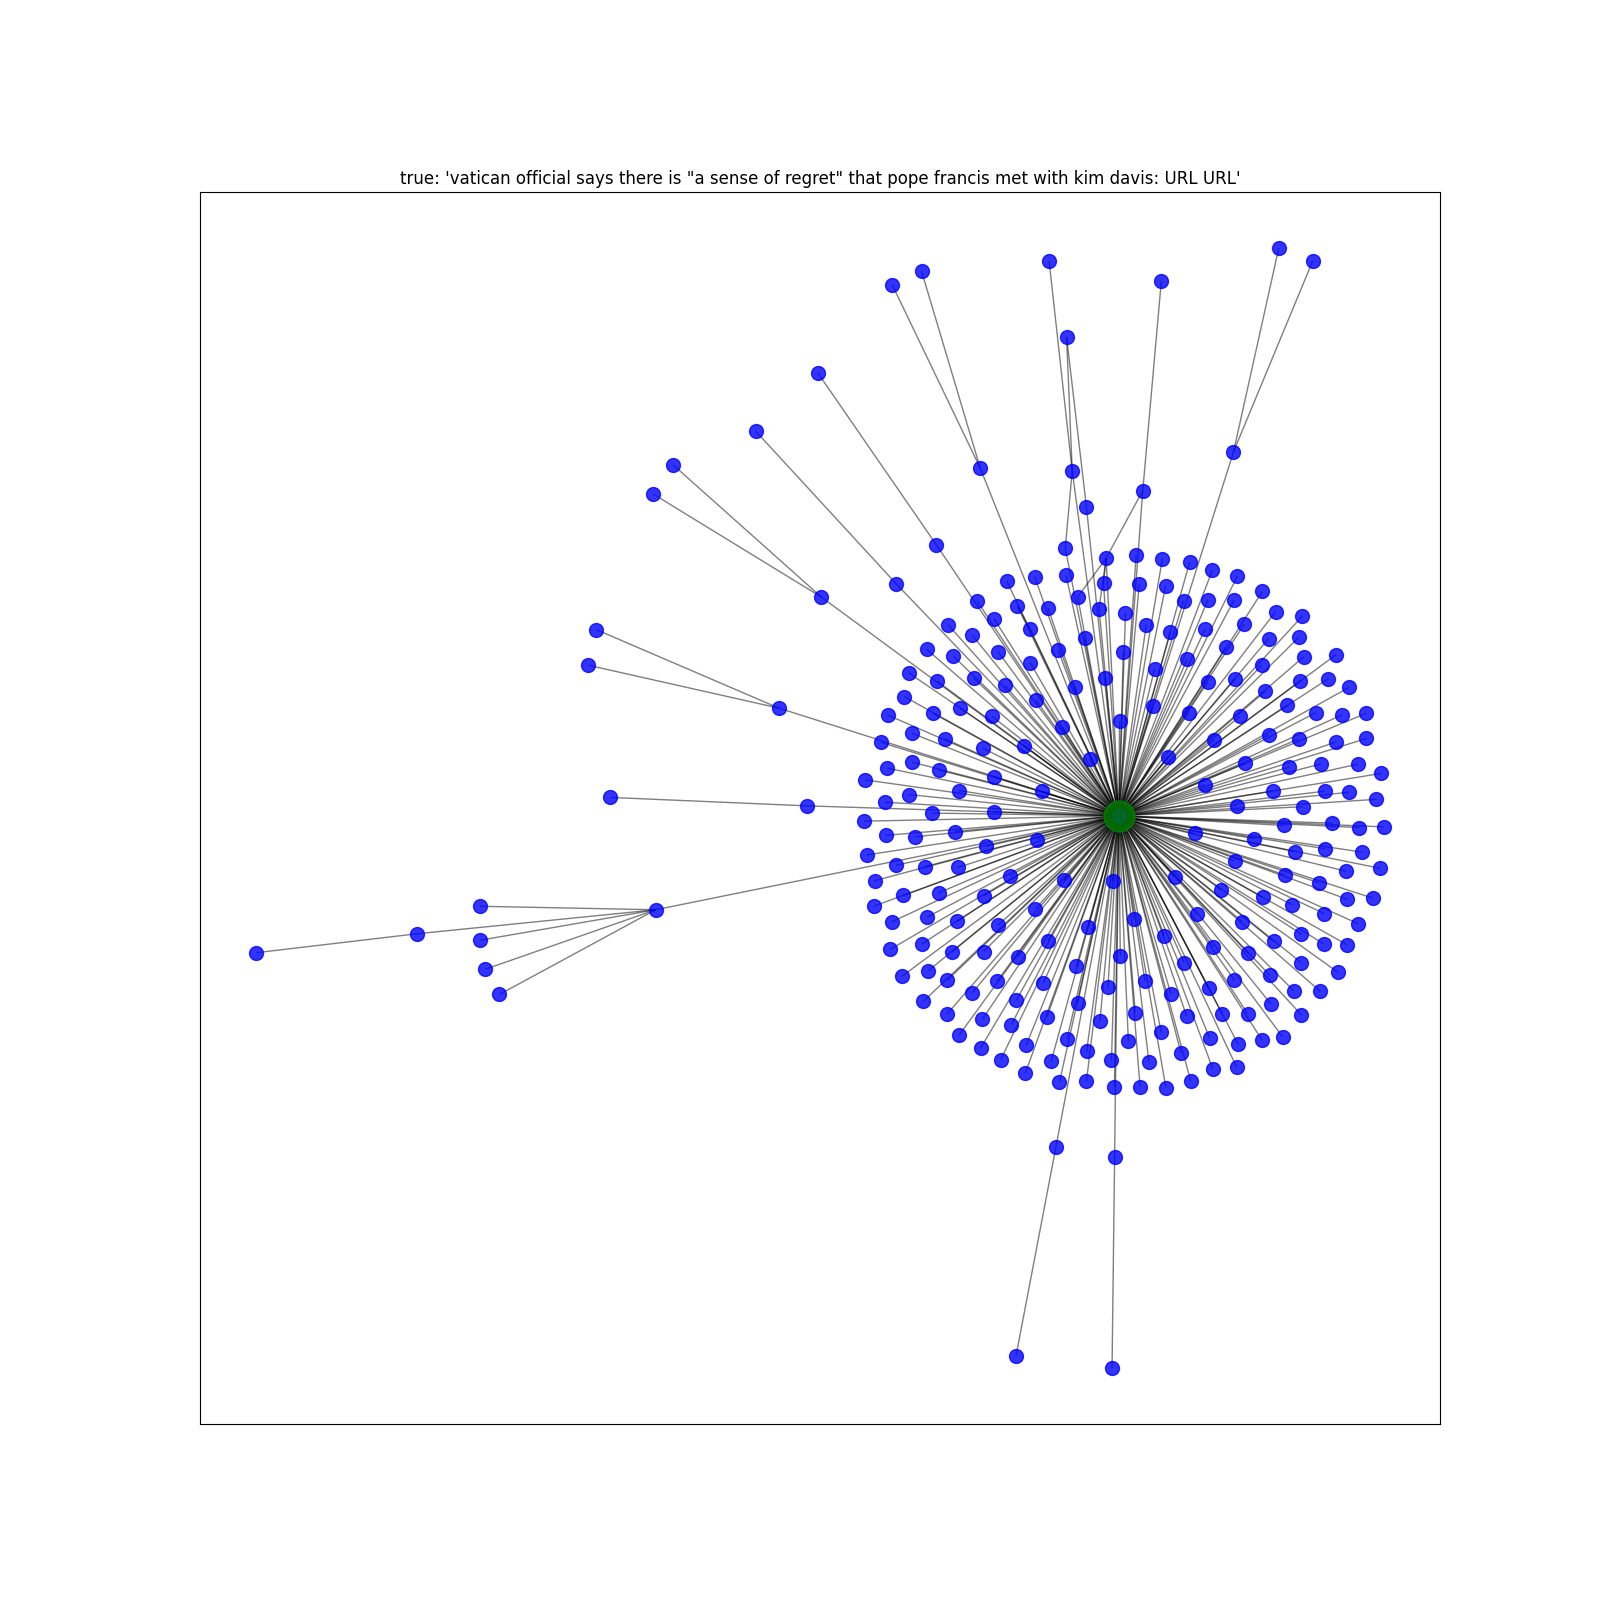 true: 'vatican official says there is "a sense of regret" that pope francis met with kim davis: URL URL'